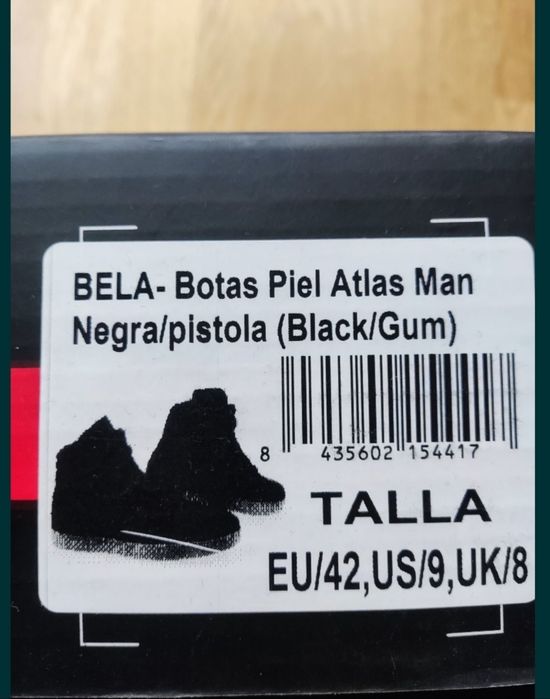 BELA- Botas Piel Atlas Man
Negra/pistola (Black/Gum)
8 435602 154417
TALLA
EU/42,US/9,UK/8